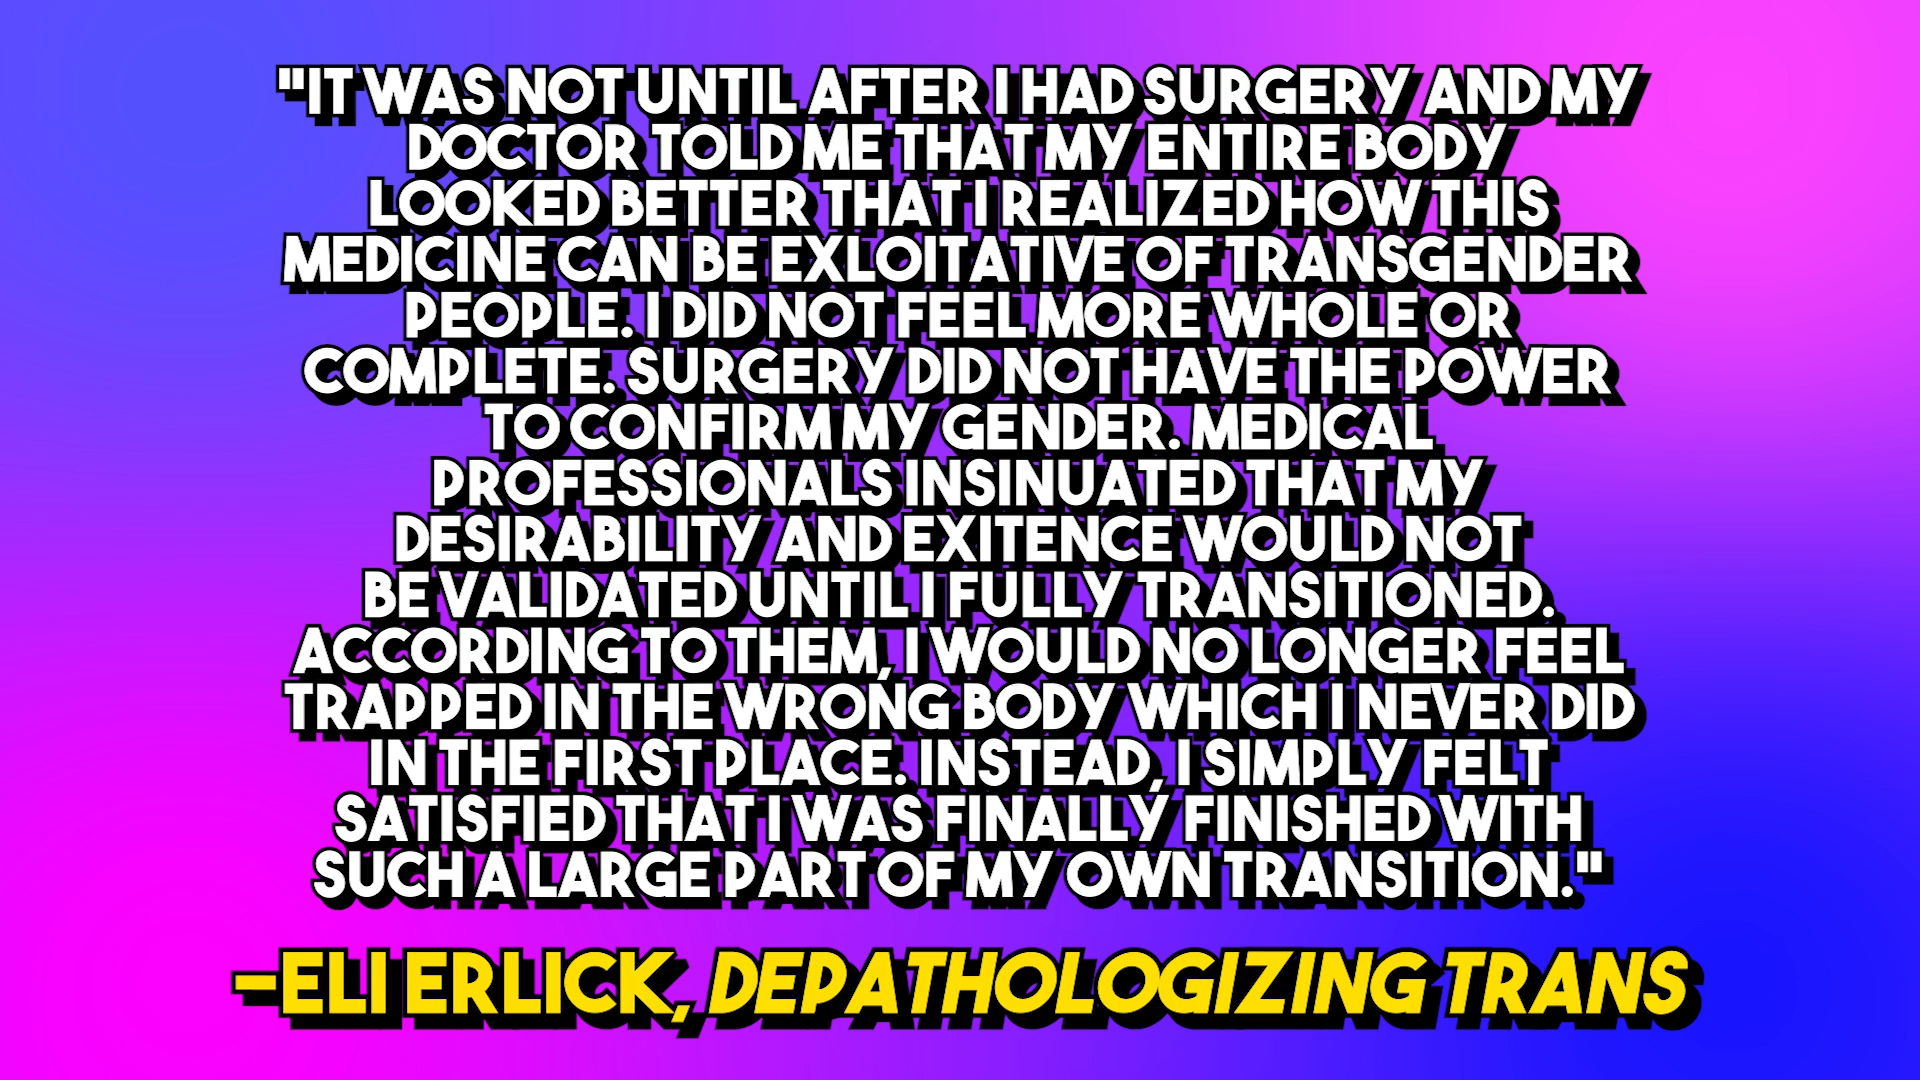 "IT WAS NOT UNTIL AFTER I HAD SURGERY AND MY
DOCTOR TOLD ME THAT MY ENTIRE BODY
LOOKED BETTER THAT I REALIZED HOW THIS
MEDICINE CAN BE EXLOITATIVE OF TRANSGENDER
PEOPLE. I DID NOT FEEL MORE WHOLE OR
COMPLETE. SURGERY DID NOT HAVE THE POWER
TO CONFIRM MY GENDER. MEDICAL
PROFESSIONALS INSINUATED THAT MY
DESIRABILITY AND EXITENCE WOULD NOT
BE VALIDATED UNTIL I FULLY TRANSITIONED.
ACCORDING TO THEM, I WOULD NO LONGER FEEL
TRAPPED IN THE WRONG BODY WHICH I NEVER DID
IN THE FIRST PLACE. INSTEAD, I SIMPLY FELT
SATISFIED THAT I WAS FINALLY FINISHED WITH
SUCH A LARGE PART OF MY OWN TRANSITION."
-ELI ERLICK, DEPATHOLOGIZING TRANS